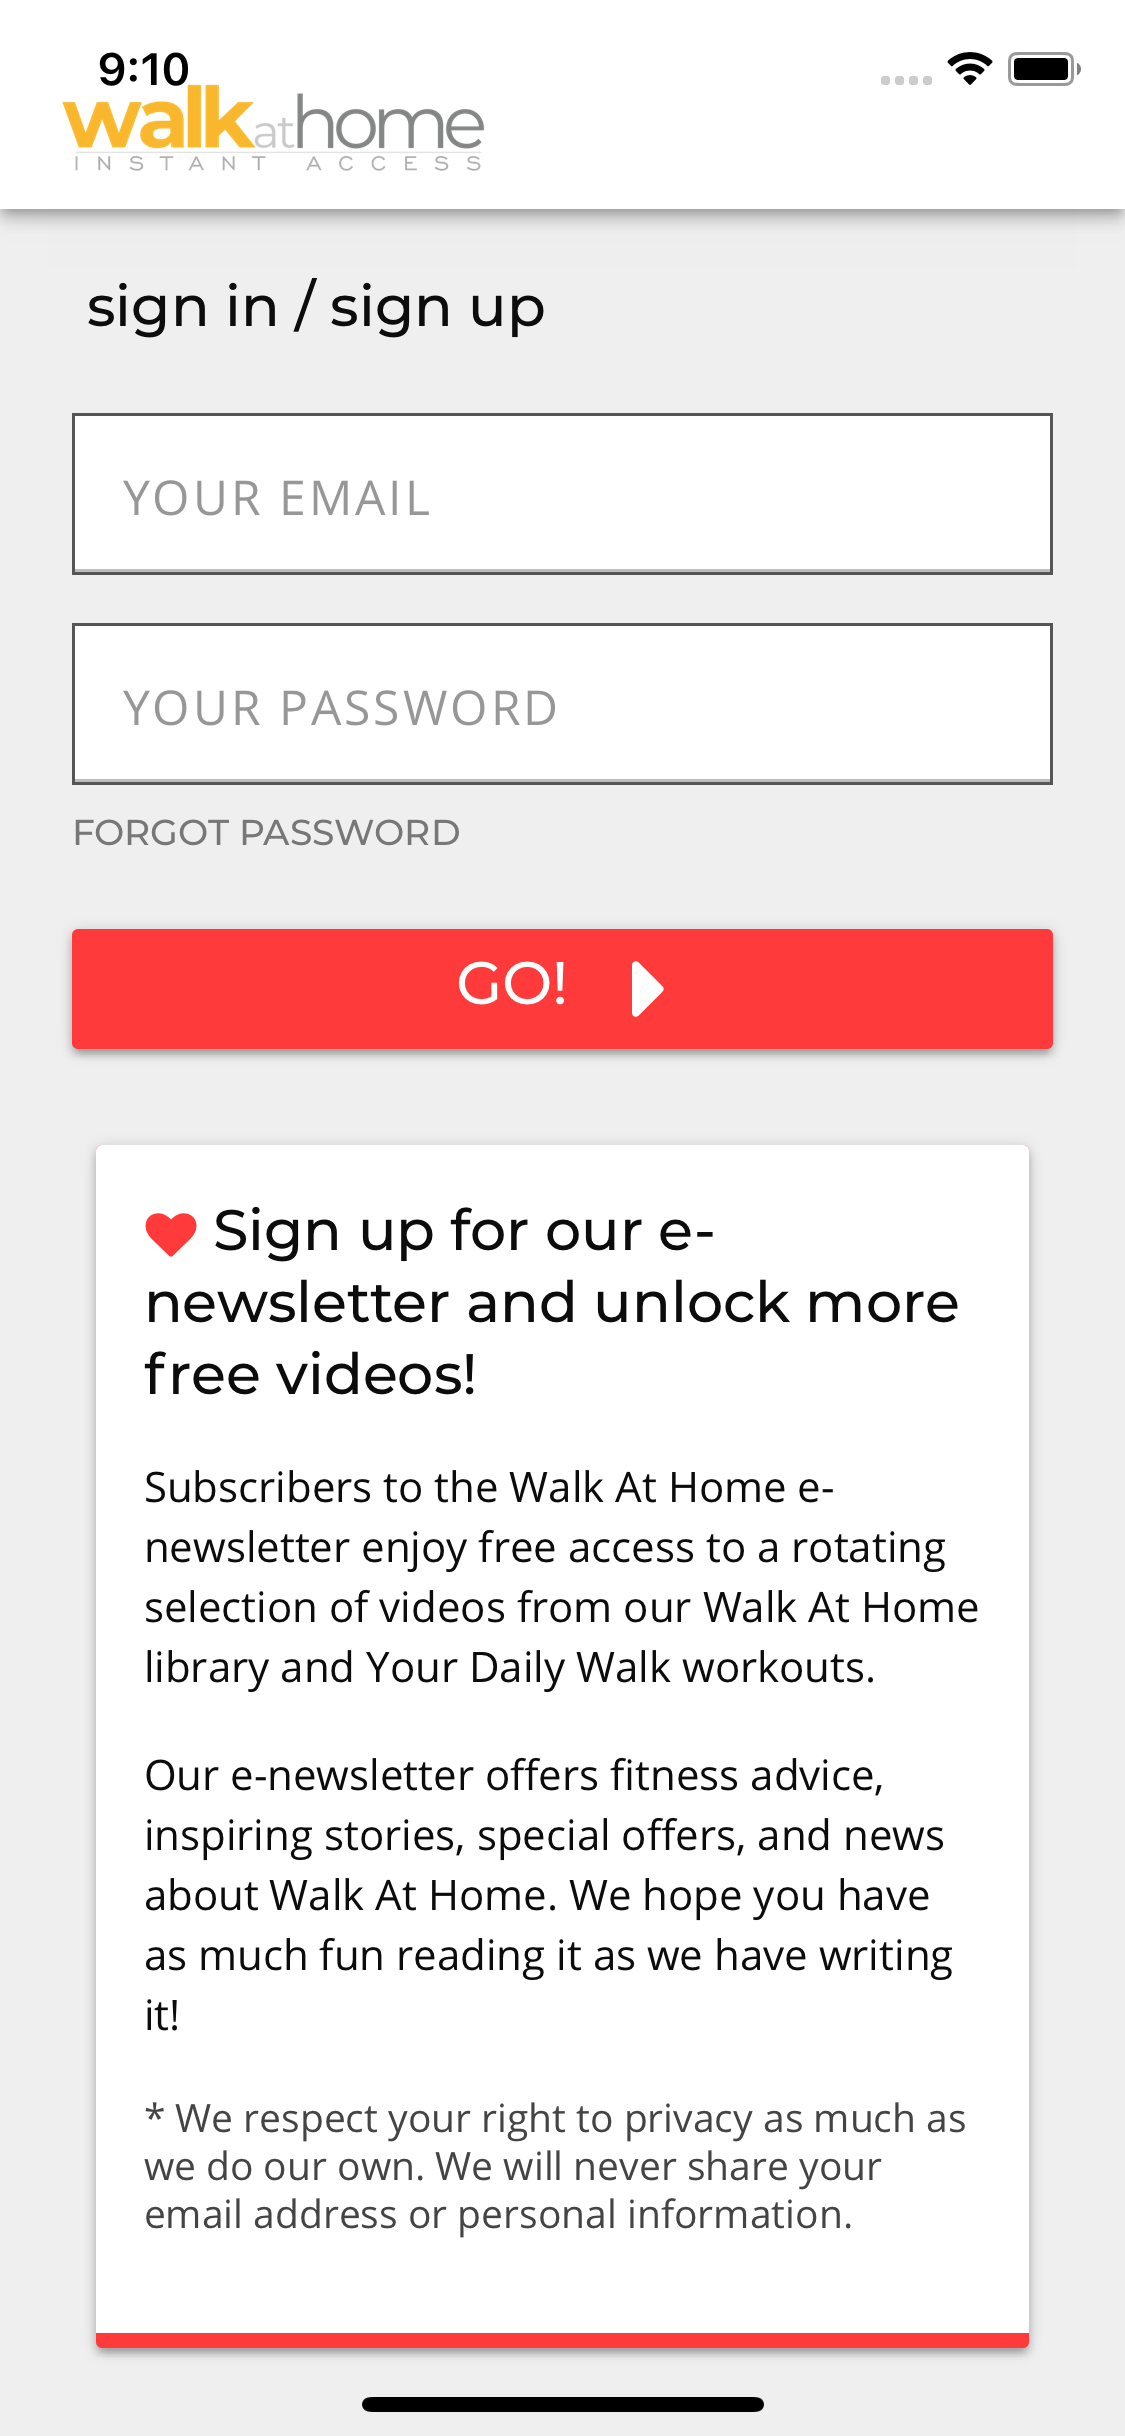 9:10
walkathome
INSTANT ACCESS
sign in / sign up
YOUR EMAIL
YOUR PASSWORD
FORGOT PASSWORD
GO!
Sign up for our e-
newsletter and unlock more
free videos!
Subscribers to the Walk At Home e-
newsletter enjoy free access to a rotating
selection of videos from our Walk At Home
library and Your Daily Walk workouts.
Our e-newsletter offers fitness advice,
inspiring stories, special offers, and news
about Walk At Home. We hope you have
as much fun reading it as we have writing
it!
* We respect your right to privacy as much as
we do our own. We will never share your
email address or personal information.